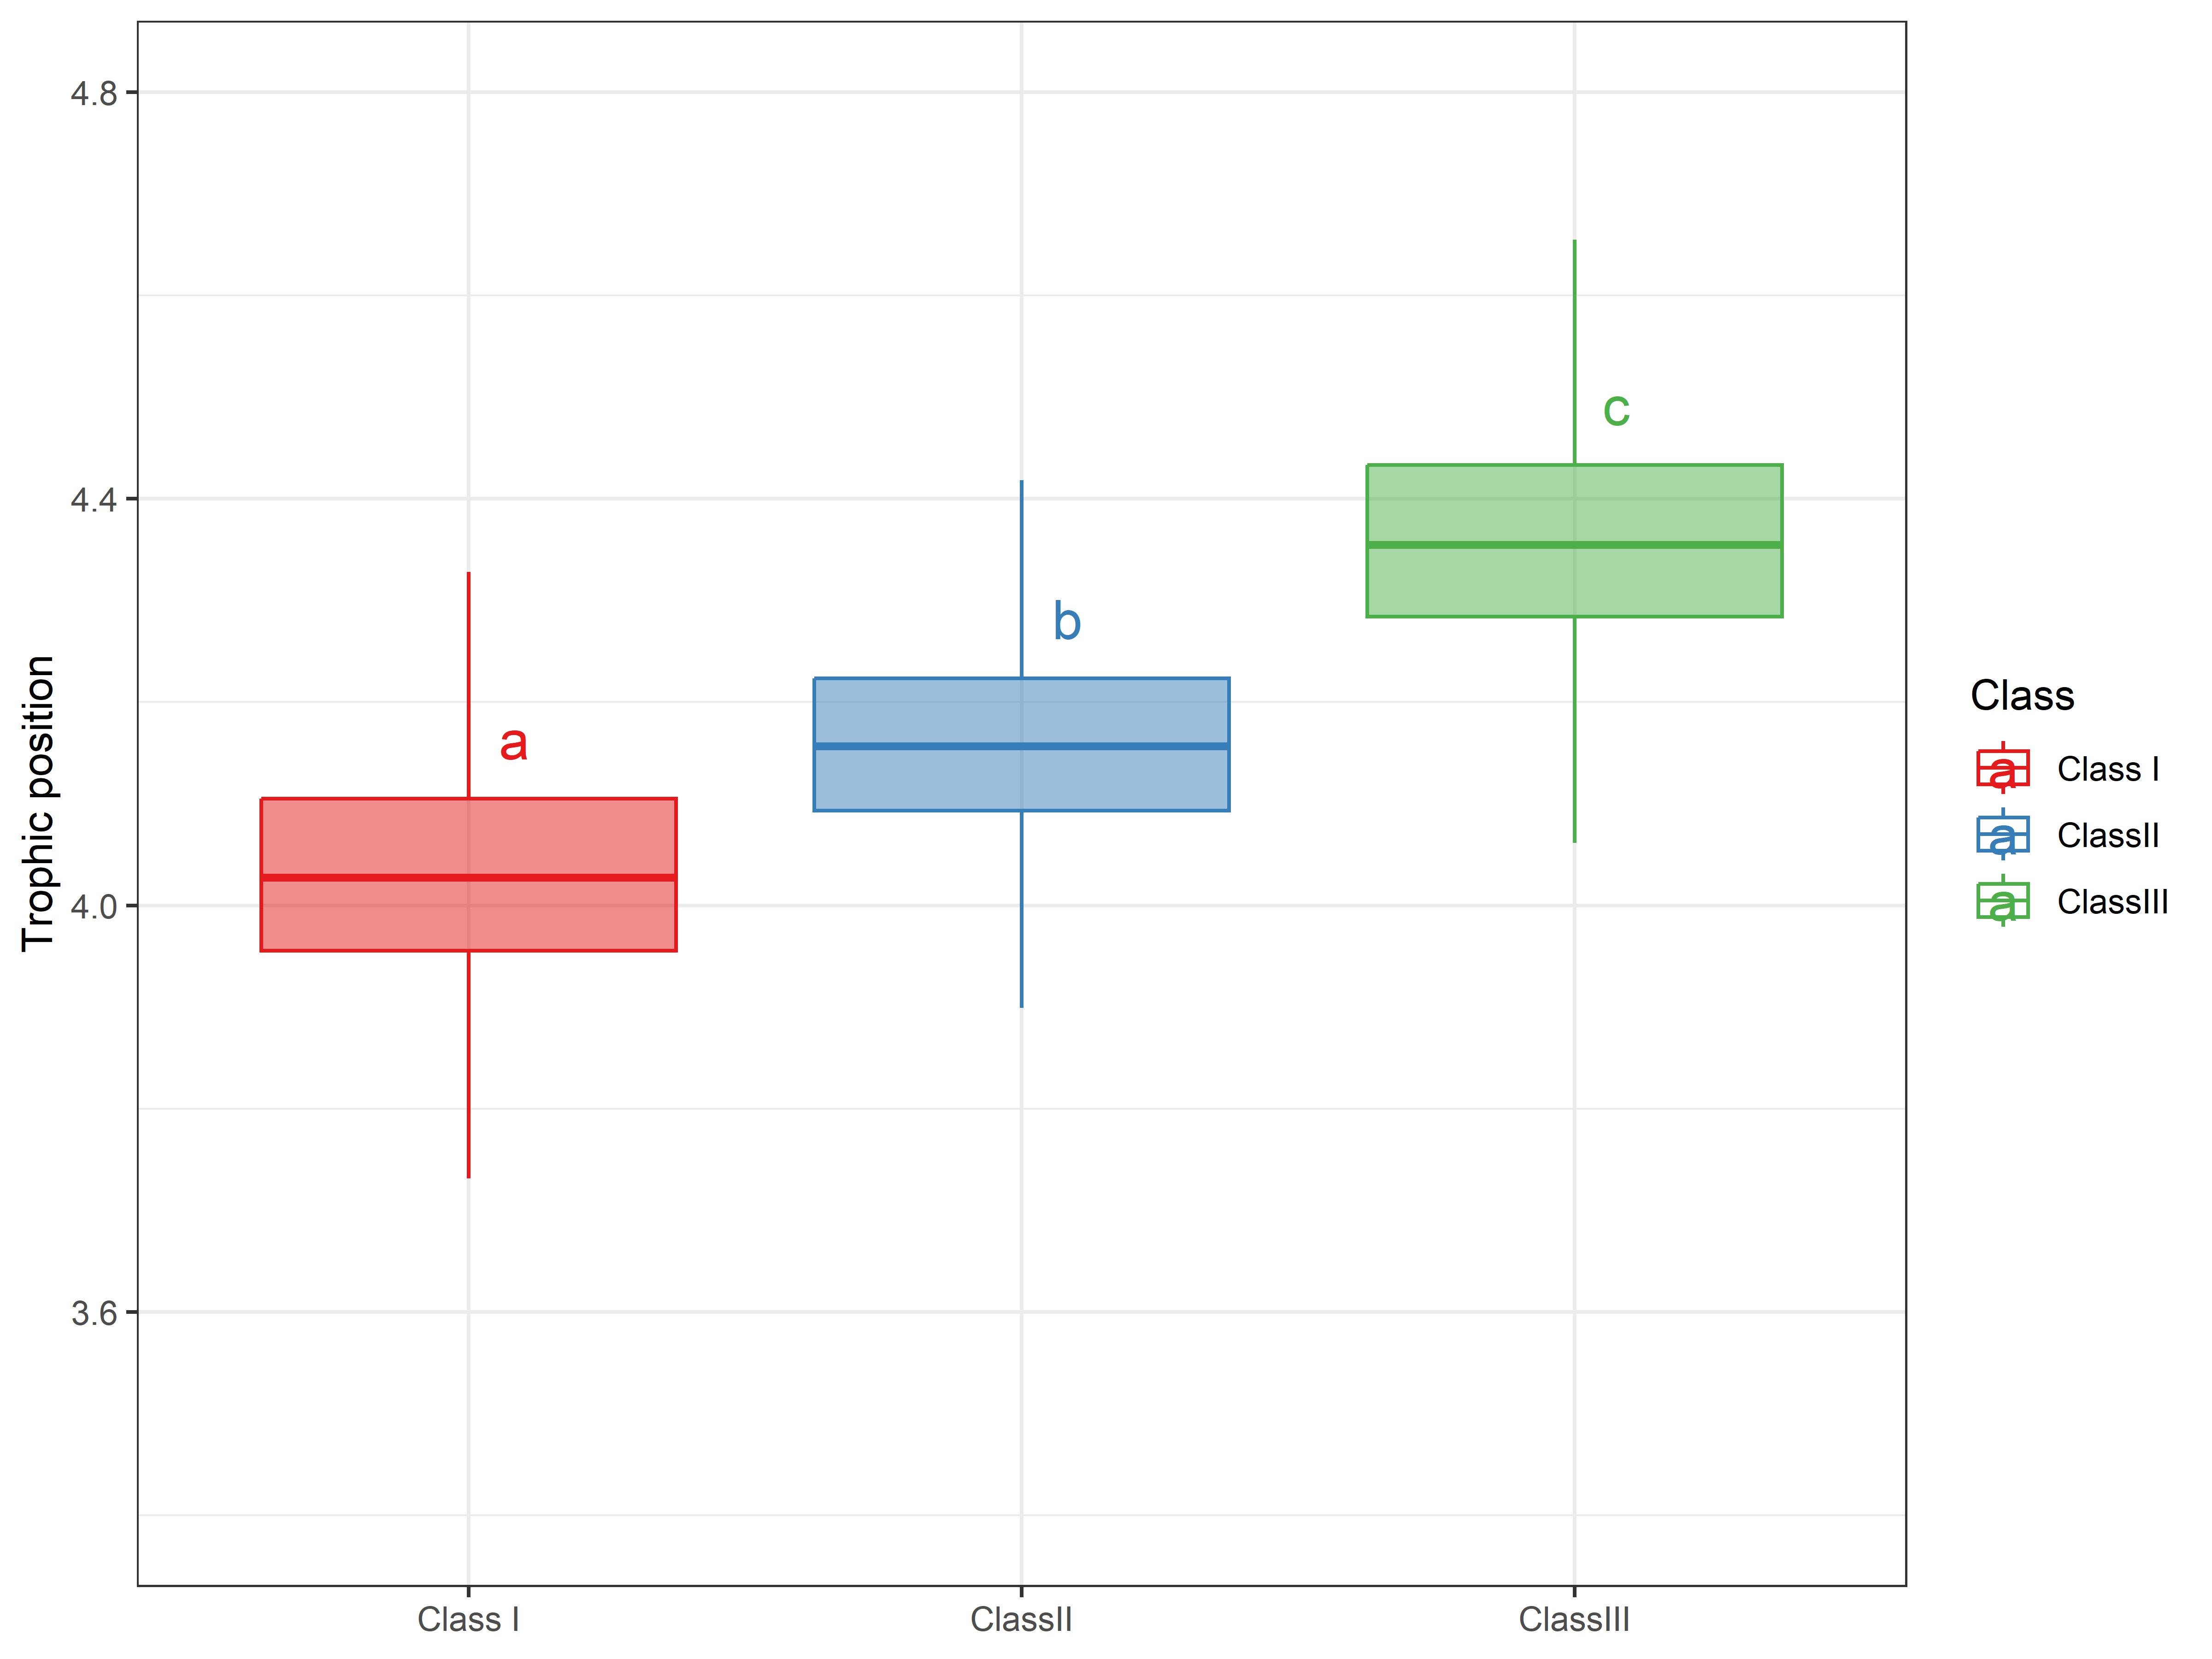 Trophic position
4.8
4.4
4.0
3.6
a
b
c
Class I
ClassII
ClassIII
Class
a Class I
a ClassII
a ClassIII